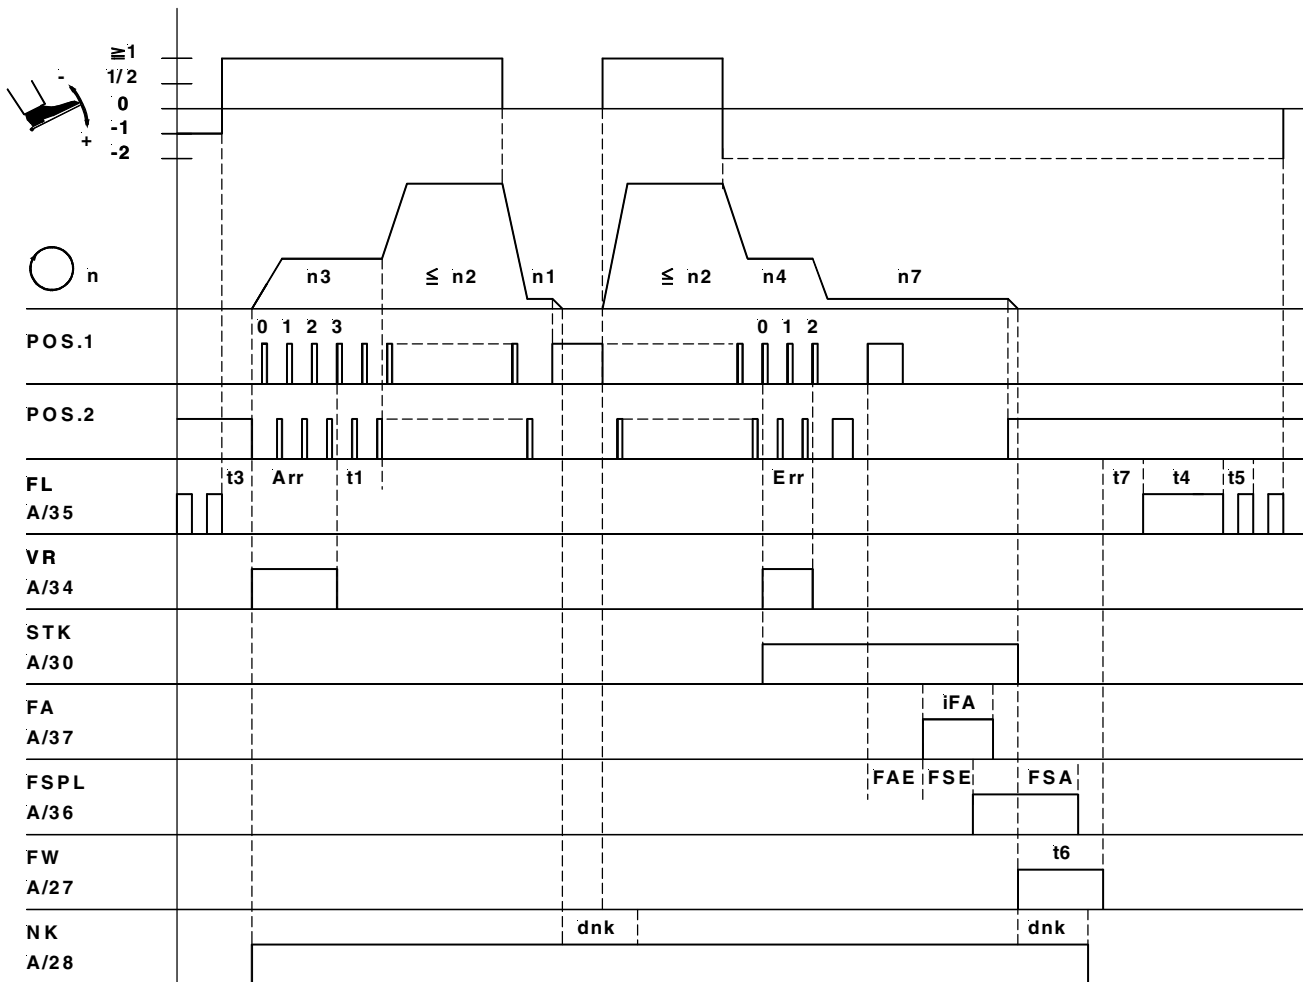 ≧1
- 1/2
0
-1
+ -2
n n3 ≤ n2 n1 ≤ n2 n4 n7
0 1 2 3 0 1 2
POS.1
POS.2
t3 Arr t1 Err t7 t4 t5
FL
A/35
VR
A/34
STK
A/30
iFA
FA
A/37
FAE FSE FSA
FSPL
A/36
t6
FW
A/27
dnk dnk
NK
A/28